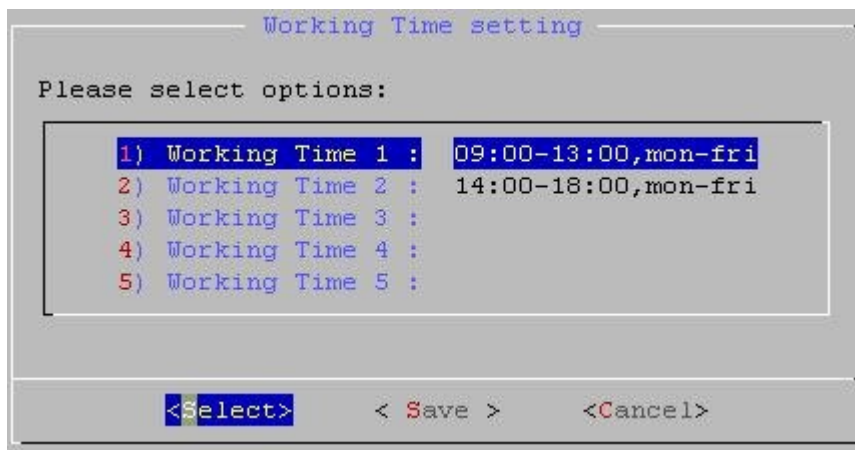 Working Time setting
Please select options:
1) Working Time 1 : 09:00-13:00,mon-fri
2) Working Time 2 : 14:00-18:00,mon-fri
3) Working Time 3 :
4) Working Time 4 :
5) Working Time 5 :
<Select> < Save > <Cancel>